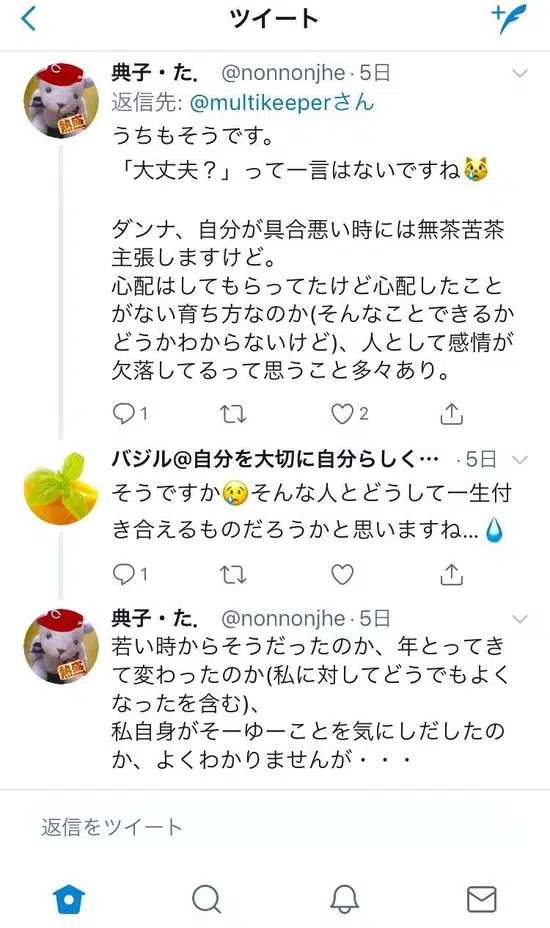 ツイート
典子・た. @nonnonjhe・5日
返信先: @multikeeperさん
うちもそうです。
「大丈夫？」って一言はないですね😿
ダンナ、自分が具合悪い時には無茶苦茶
主張しますけど。
心配はしてもらってたけど心配したこと
がない育ち方なのか(そんなことできるか
どうかわからないけど)、人として感情が
欠落してるって思うこと多々あり。
1 2
バジル@自分を大切に自分らしく… ・5日
そうですか😢そんな人とどうして一生付
き合えるものだろうかと思いますね...💧
1
典子・た. @nonnonjhe・5日
若い時からそうだったのか、年とってき
て変わったのか(私に対してどうでもよく
なったを含む)、
私自身がそーゆーことを気にしだしたの
か、よくわかりませんが・・・
返信をツイート